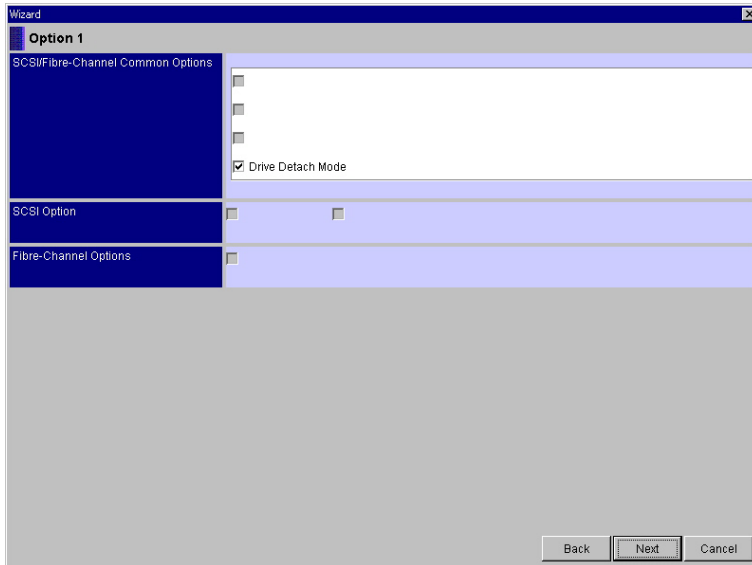 Wizard
Option 1
SCSI/Fibre-Channel Common Options
Drive Detach Mode
SCSI Option
Fibre-Channel Options
Back Next Cancel